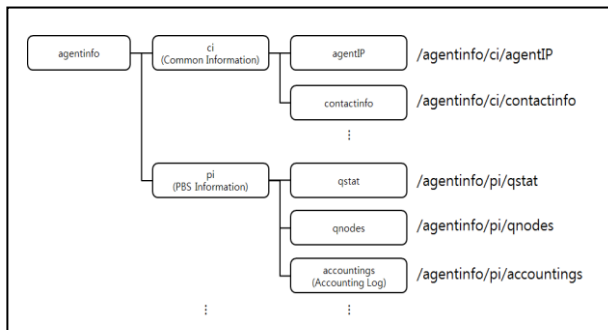 agentinfo
ci
(Common Information)
agentIP
/agentinfo/ci/agentIP
contactinfo
/agentinfo/ci/contactinfo
pi
(PBS Information)
qstat
/agentinfo/pi/qstat
qnodes
/agentinfo/pi/qnodes
accountings
(Accounting Log)
/agentinfo/pi/accountings